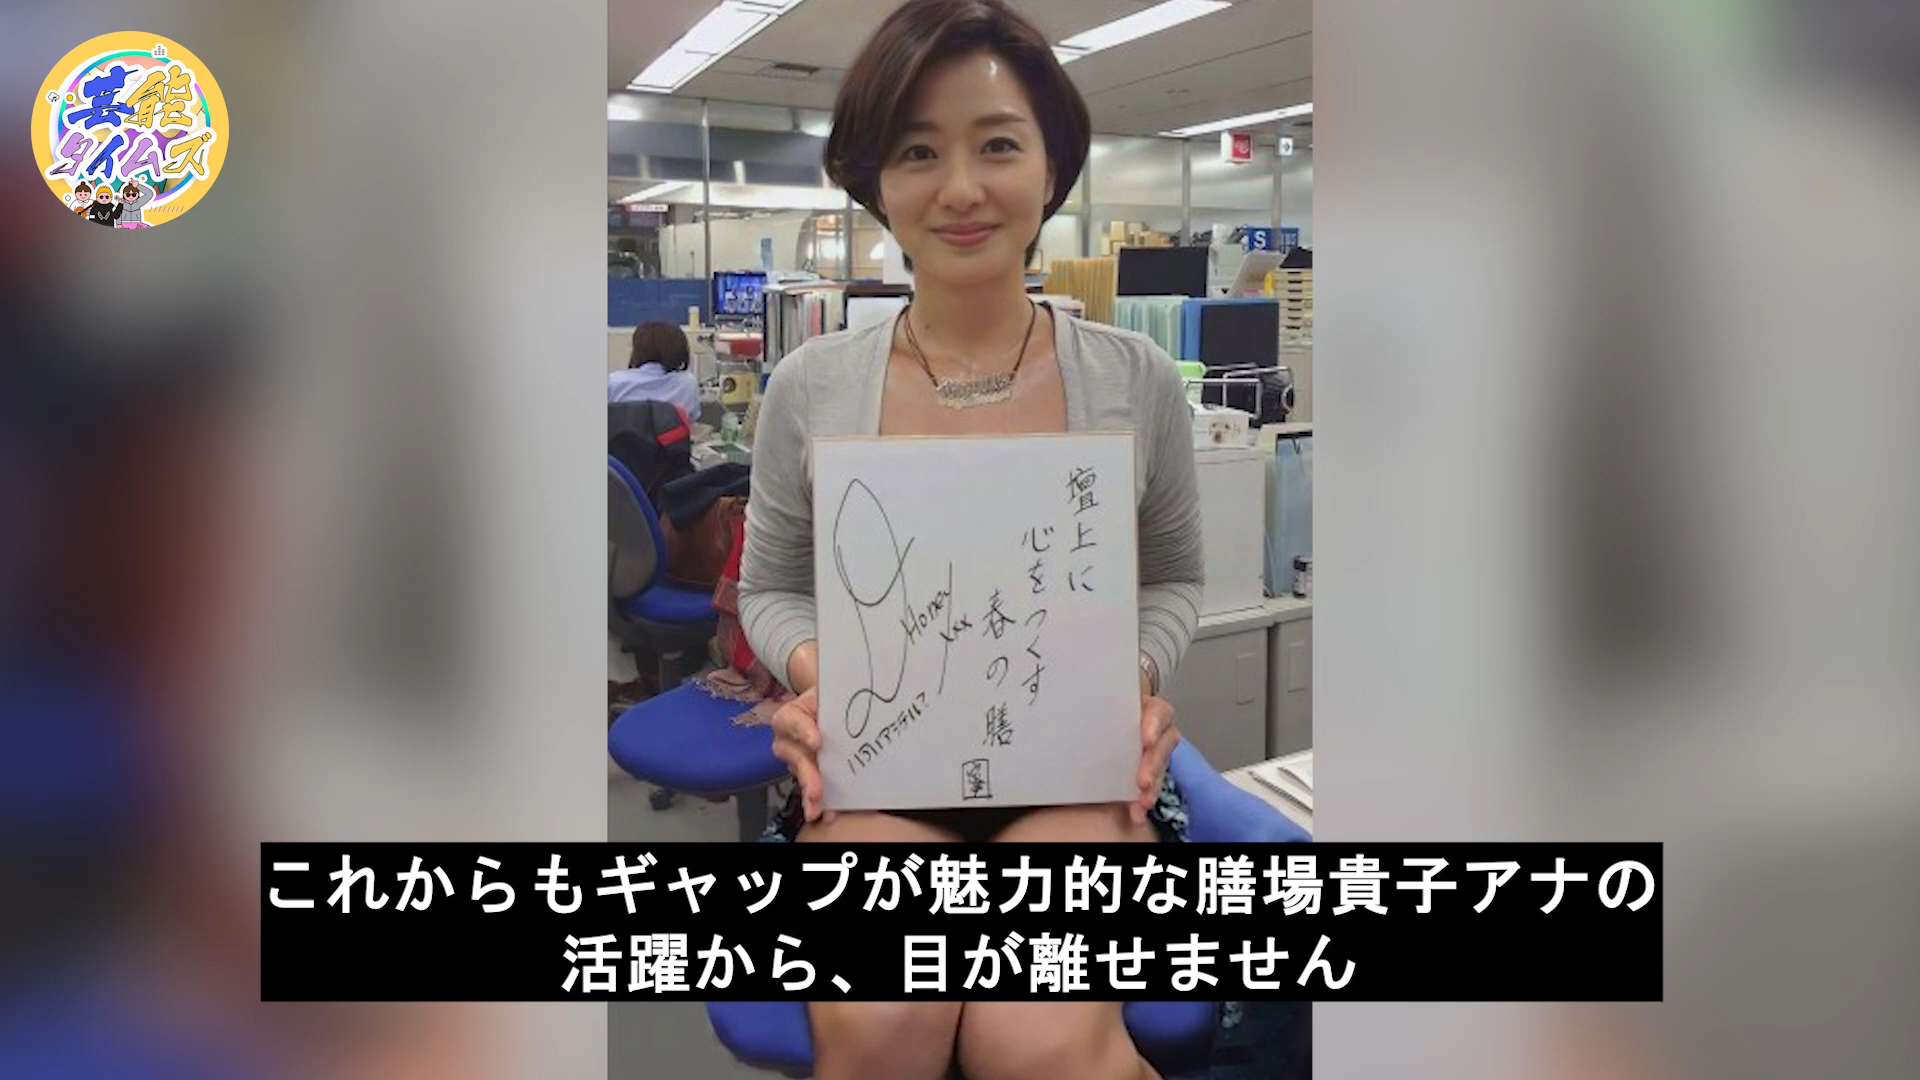 芸能
タイムズ
S
壇上に
心をつくす
春の膳
Honey
xxx
これからもギャップが魅力的な膳場貴子アナの
活躍から、目が離せません